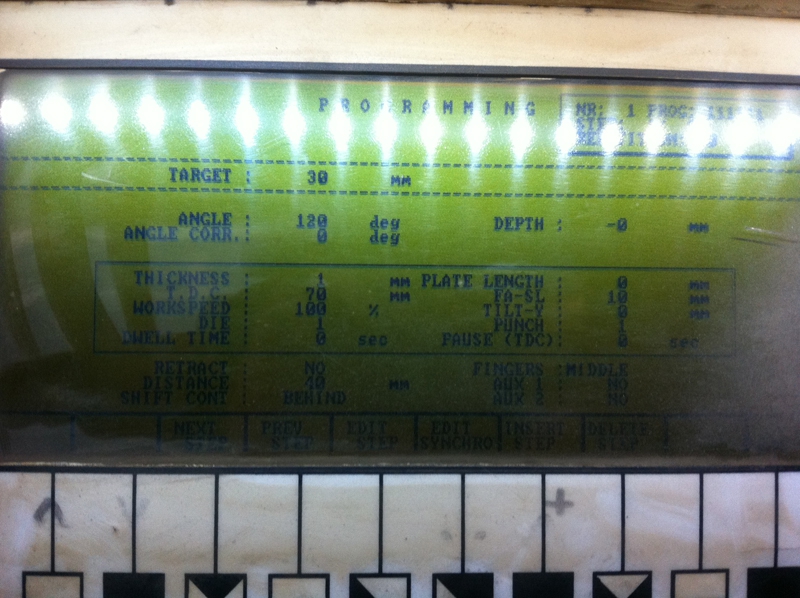 PROGRAMMING
NR: 1 PROG:
TARGET : 30 MM
ANGLE : 120 deg DEPTH : -0 MM
ANGLE CORR.: 0 deg
THICKNESS : 1 MM PLATE LENGTH : 0 MM
T.D.C. : 70 MM FA-SL : 10 MM
WORKSPEED : 100 % TILT-Y : 0 MM
DIE : 1 PUNCH : 1
DWELL TIME : 0 sec PAUSE (TDC): 0 sec
RETRACT : NO FINGERS :MIDDLE
DISTANCE : 40 MM AUX 1 : NO
SHIFT CONT : BEHIND AUX 2 : NO
NEXT PREV EDIT EDIT INSERT DELETE
STEP STEP STEP SYNCHRO STEP STEP
+